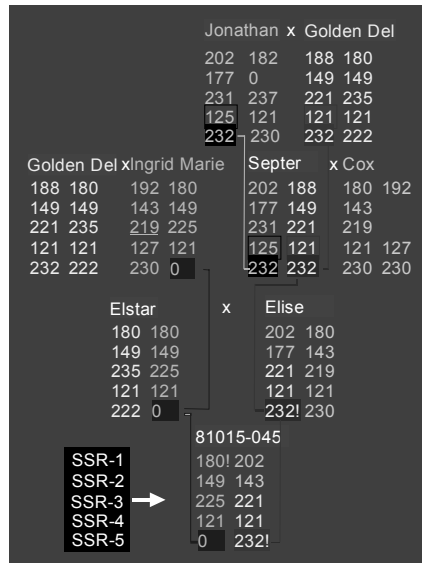 Jonathan x Golden Del
202 182 188 180
177 0 149 149
231 237 221 235
125 121 121 121
232 230 232 222
Golden Del x Ingrid Marie Septer x Cox
188 180 192 180 202 188 180 192
149 149 143 149 177 149 143
221 235 219 225 231 221 219
121 121 127 121 125 121 121 127
232 222 230 0 232 232 230 230
Elstar x Elise
180 180 202 180
149 149 177 143
235 225 221 219
121 121 121 121
222 0 232! 230
81015-045
SSR-1 180! 202
SSR-2 149 143
SSR-3 225 221
SSR-4 121 121
SSR-5 0 232!